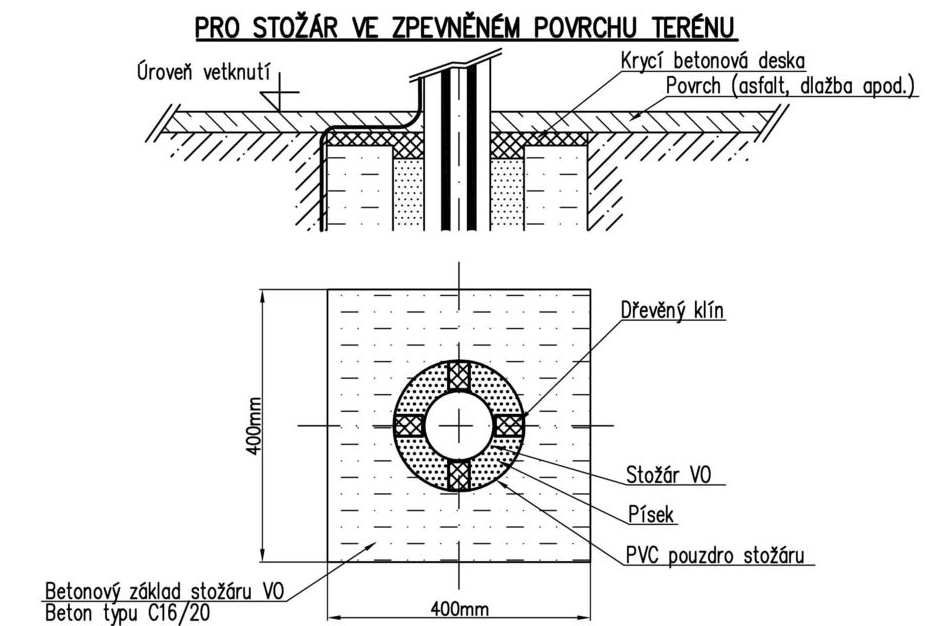 PRO STOŽÁR VE ZPEVNĚNÉM POVRCHU TERÉNU
Úroveň vetknutí
Krycí betonová deska
Povrch (asfalt, dlažba apod.)
Dřevěný klín
400mm
Stožár VO
Písek
PVC pouzdro stožáru
Betonový základ stožáru VO
Beton typu C16/20
400mm